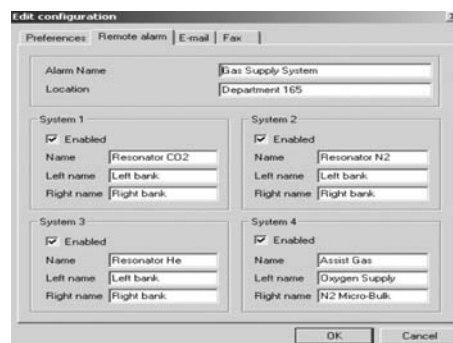 Edit configuration
Preferences Remote alarm E-mail Fax
Alarm Name Gas Supply System
Location Department 165
System 1
Enabled
Name Resonator CO2
Left name Left bank
Right name Right bank
System 2
Enabled
Name Resonator N2
Left name Left bank
Right name Right bank
System 3
Enabled
Name Resonator He
Left name Left bank
Right name Right bank
System 4
Enabled
Name Assist Gas
Left name Oxygen Supply
Right name N2 Micro-Bulk
OK Cancel